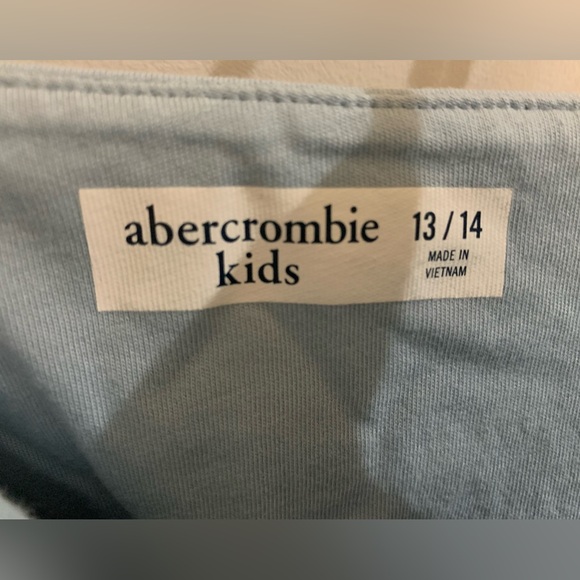 abercrombie
kids
13 / 14
MADE IN
VIETNAM